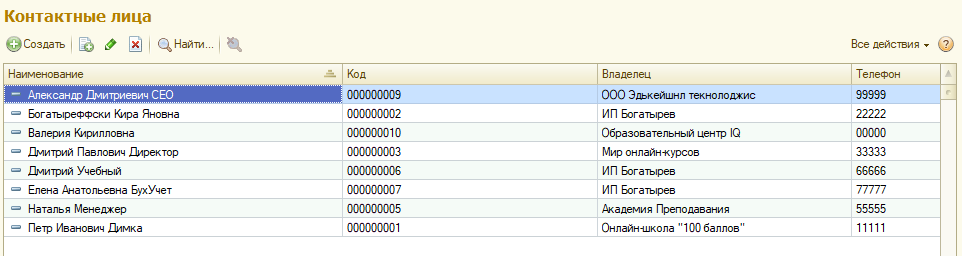 Контактные лица
Создать Найти... Все действия
Наименование Код Владелец Телефон
Александр Дмитриевич CEO 000000009 ООО Эдькейшнл текнолоджис 99999
Богатыреффски Кира Яновна 000000002 ИП Богатырев 22222
Валерия Кирилловна 000000010 Образовательный центр IQ 00000
Дмитрий Павлович Директор 000000003 Мир онлайн-курсов 33333
Дмитрий Учебный 000000006 ИП Богатырев 66666
Елена Анатольевна БухУчет 000000007 ИП Богатырев 77777
Наталья Менеджер 000000005 Академия Преподавания 55555
Петр Иванович Димка 000000001 Онлайн-школа "100 баллов" 11111